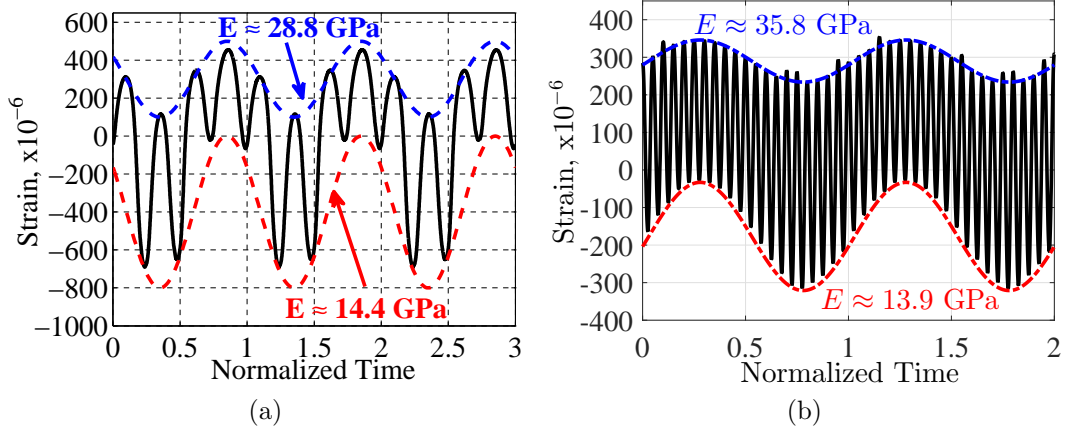 600
400
200
0
−200
−400
−600
−800
−1000
Strain, x10⁻⁶
E ≈ 28.8 GPa
E ≈ 14.4 GPa
0 0.5 1 1.5 2 2.5 3
Normalized Time
(a)
400
300
200
100
0
-100
-200
-300
-400
Strain, x10⁻⁶
E ≈ 35.8 GPa
E ≈ 13.9 GPa
0 0.5 1 1.5 2
Normalized Time
(b)